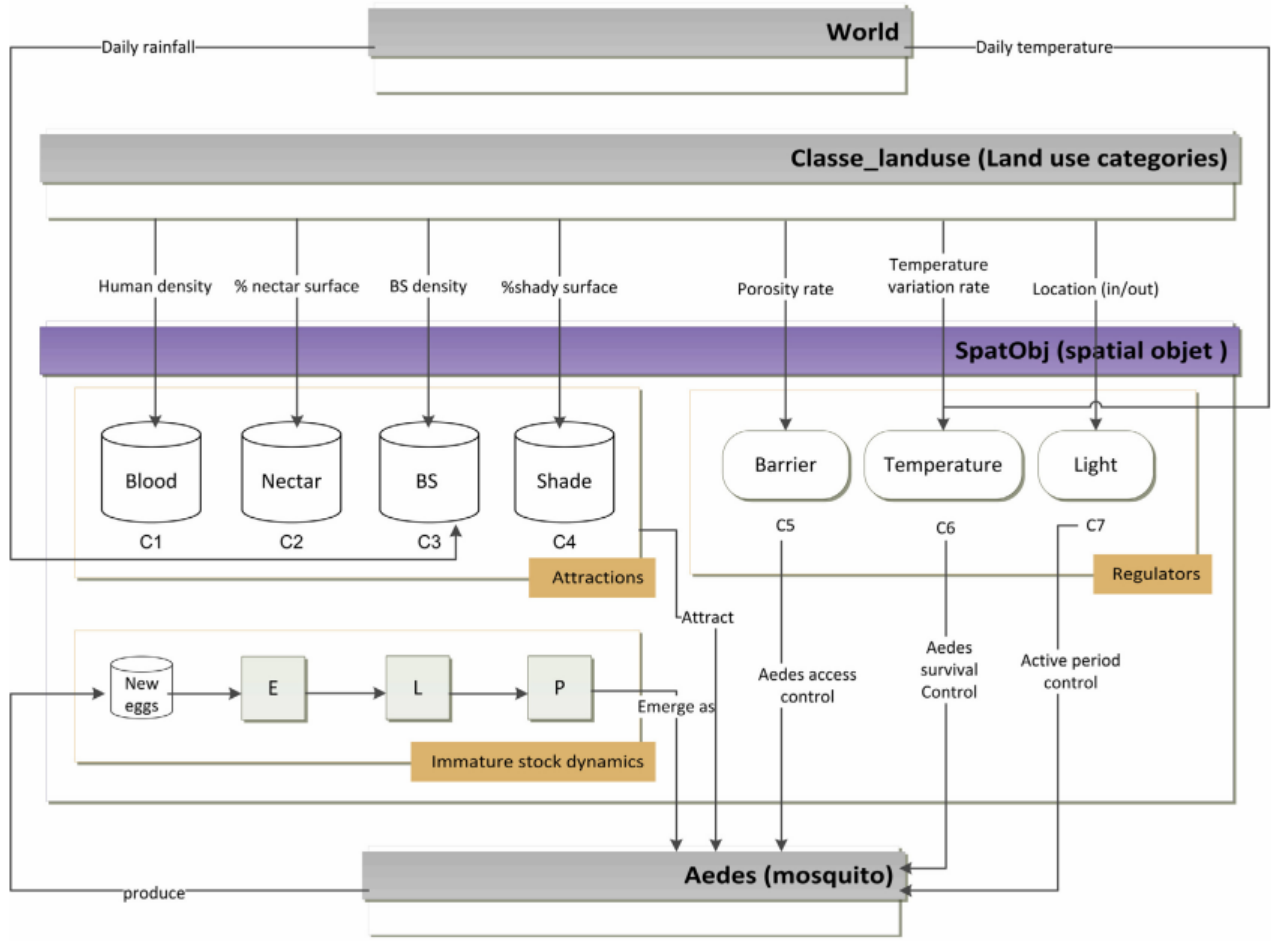 World
Daily rainfall
Daily temperature
Classe_landuse (Land use categories)
Human density
% nectar surface
BS density
%shady surface
Porosity rate
Temperature
variation rate
Location (in/out)
SpatObj (spatial objet )
Blood
Nectar
BS
Shade
Barrier
Temperature
Light
C1
C2
C3
C4
C5
C6
C7
Attractions
Regulators
Attract
New
eggs
E
L
P
Emerge as
Aedes access
control
Aedes
survival
Control
Active period
control
Immature stock dynamics
Aedes (mosquito)
produce